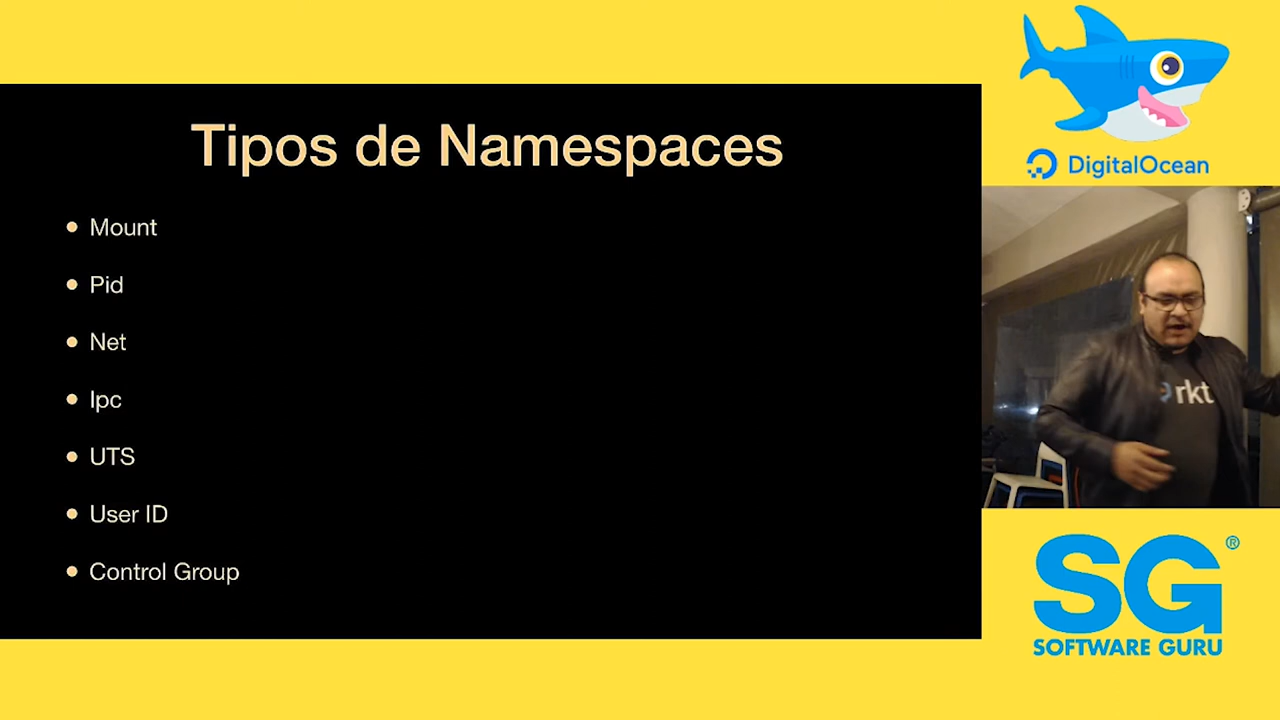 Tipos de Namespaces
Mount
Pid
Net
Ipc
UTS
User ID
Control Group
DigitalOcean
rkt
SG®
SOFTWARE GURU